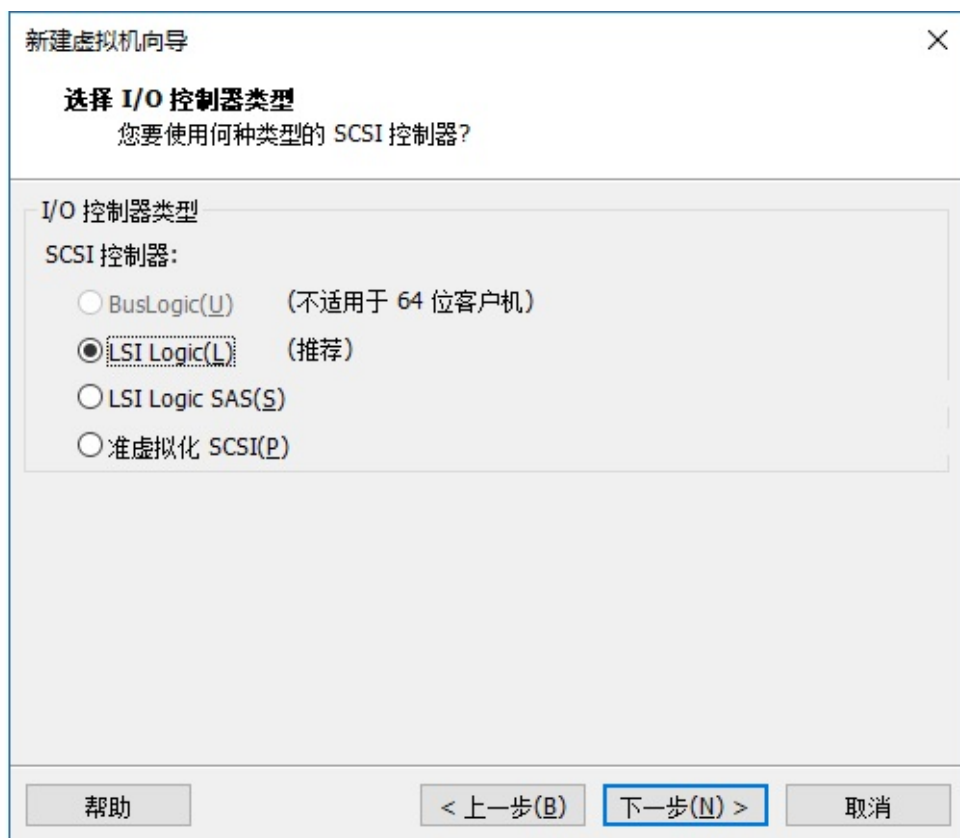 新建虚拟机向导
选择 I/O 控制器类型
您要使用何种类型的 SCSI 控制器?
I/O 控制器类型
SCSI 控制器:
BusLogic(U) (不适用于 64 位客户机)
LSI Logic(L) (推荐)
LSI Logic SAS(S)
准虚拟化 SCSI(P)
帮助 < 上一步(B) 下一步(N) > 取消